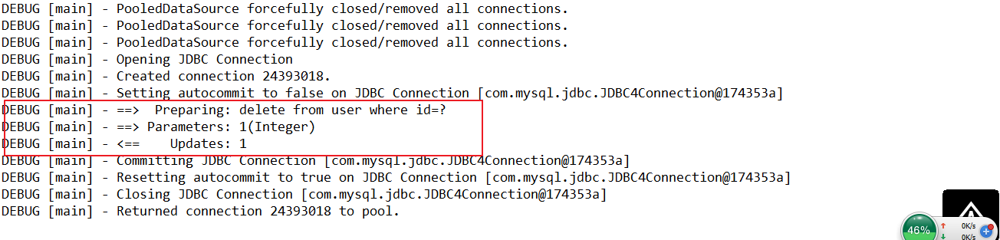 DEBUG [main] - PooledDataSource forcefully closed/removed all connections.
DEBUG [main] - PooledDataSource forcefully closed/removed all connections.
DEBUG [main] - PooledDataSource forcefully closed/removed all connections.
DEBUG [main] - Opening JDBC Connection
DEBUG [main] - Created connection 24393018.
DEBUG [main] - Setting autocommit to false on JDBC Connection [com.mysql.jdbc.JDBC4Connection@174353a]
DEBUG [main] - ==>  Preparing: delete from user where id=?
DEBUG [main] - ==> Parameters: 1(Integer)
DEBUG [main] - <==    Updates: 1
DEBUG [main] - Committing JDBC Connection [com.mysql.jdbc.JDBC4Connection@174353a]
DEBUG [main] - Resetting autocommit to true on JDBC Connection [com.mysql.jdbc.JDBC4Connection@174353a]
DEBUG [main] - Closing JDBC Connection [com.mysql.jdbc.JDBC4Connection@174353a]
DEBUG [main] - Returned connection 24393018 to pool.
46%
0K/s
0K/s